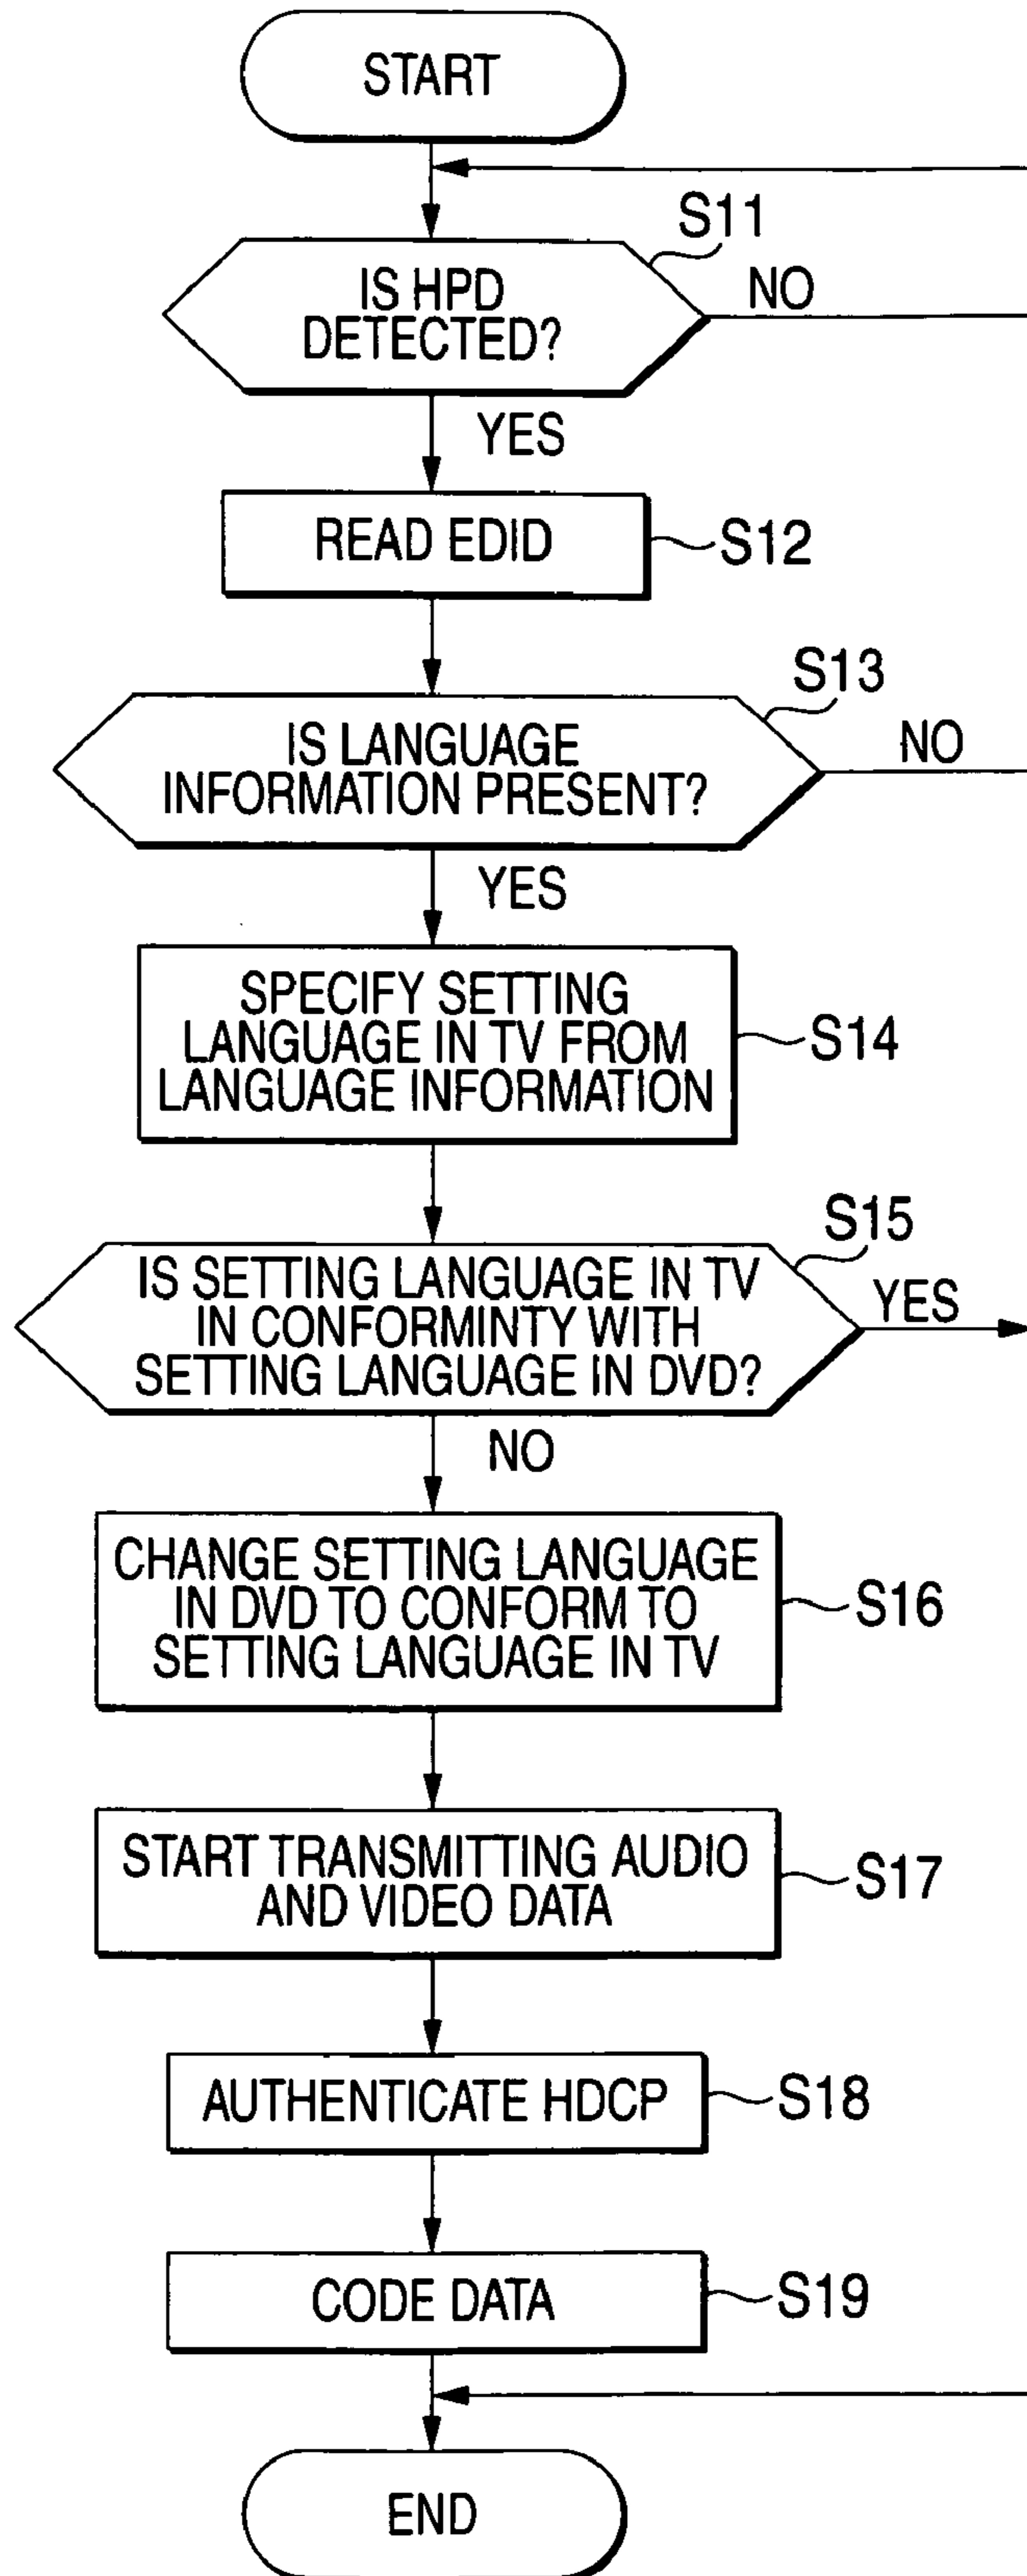 START
S11
IS HPD
DETECTED?
NO
YES
READ EDID
S12
S13
IS LANGUAGE
INFORMATION PRESENT?
NO
YES
SPECIFY SETTING
LANGUAGE IN TV FROM
LANGUAGE INFORMATION
S14
S15
IS SETTING LANGUAGE IN TV
IN CONFORMINTY WITH
SETTING LANGUAGE IN DVD?
YES
NO
CHANGE SETTING LANGUAGE
IN DVD TO CONFORM TO
SETTING LANGUAGE IN TV
S16
START TRANSMITTING AUDIO
AND VIDEO DATA
S17
AUTHENTICATE HDCP
S18
CODE DATA
S19
END